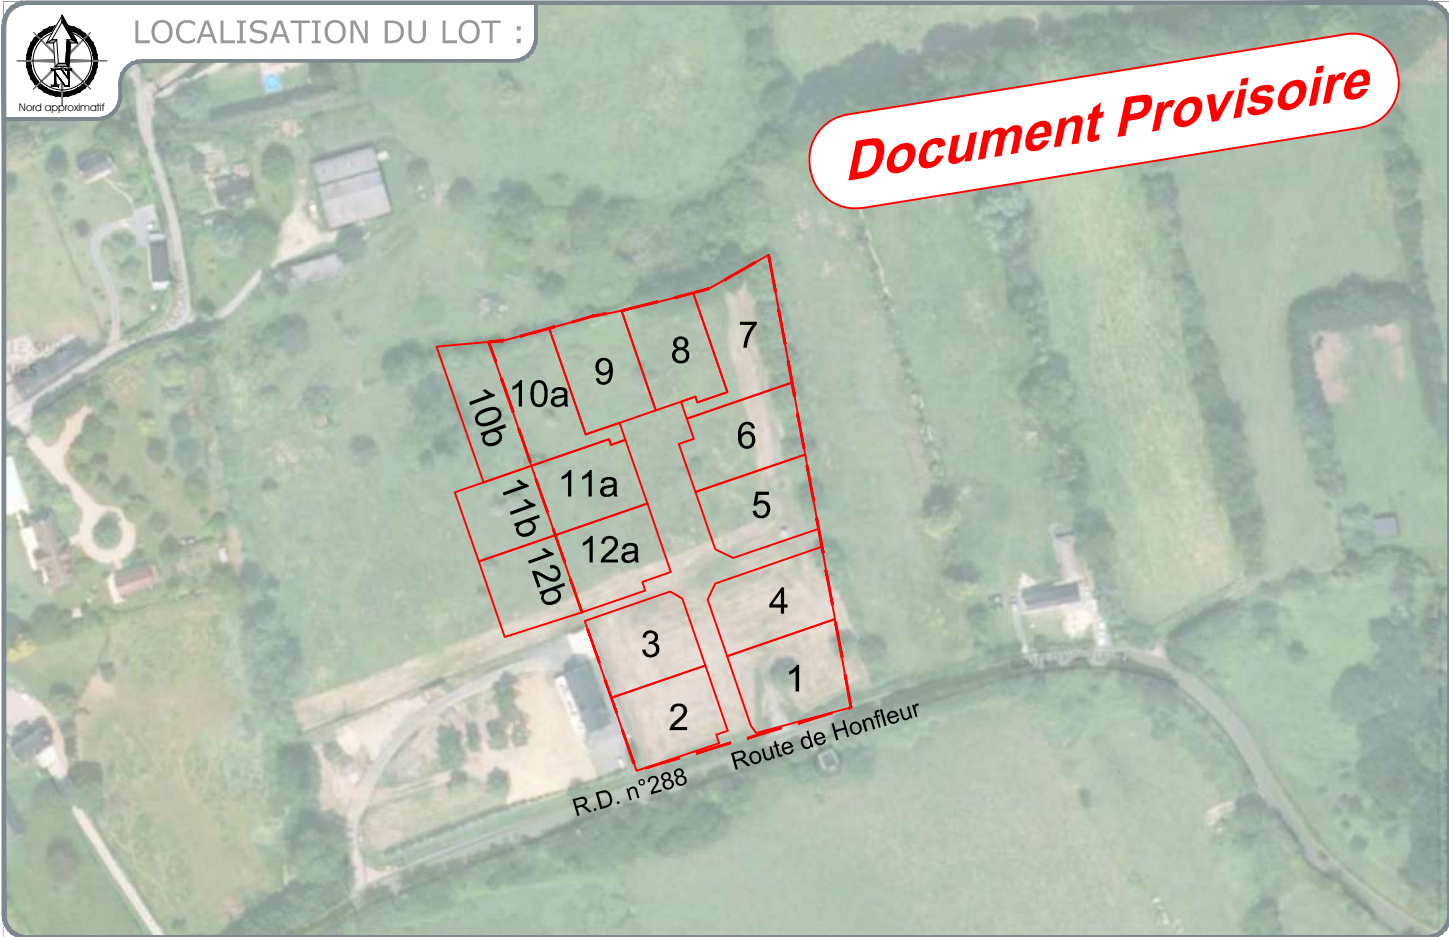 LOCALISATION DU LOT :
N
Nord approximatif
Document Provisoire
7
8
9
10a
10b
6
11a
5
11b
12a
12b
4
3
1
2
Route de Honfleur
R.D. n°288